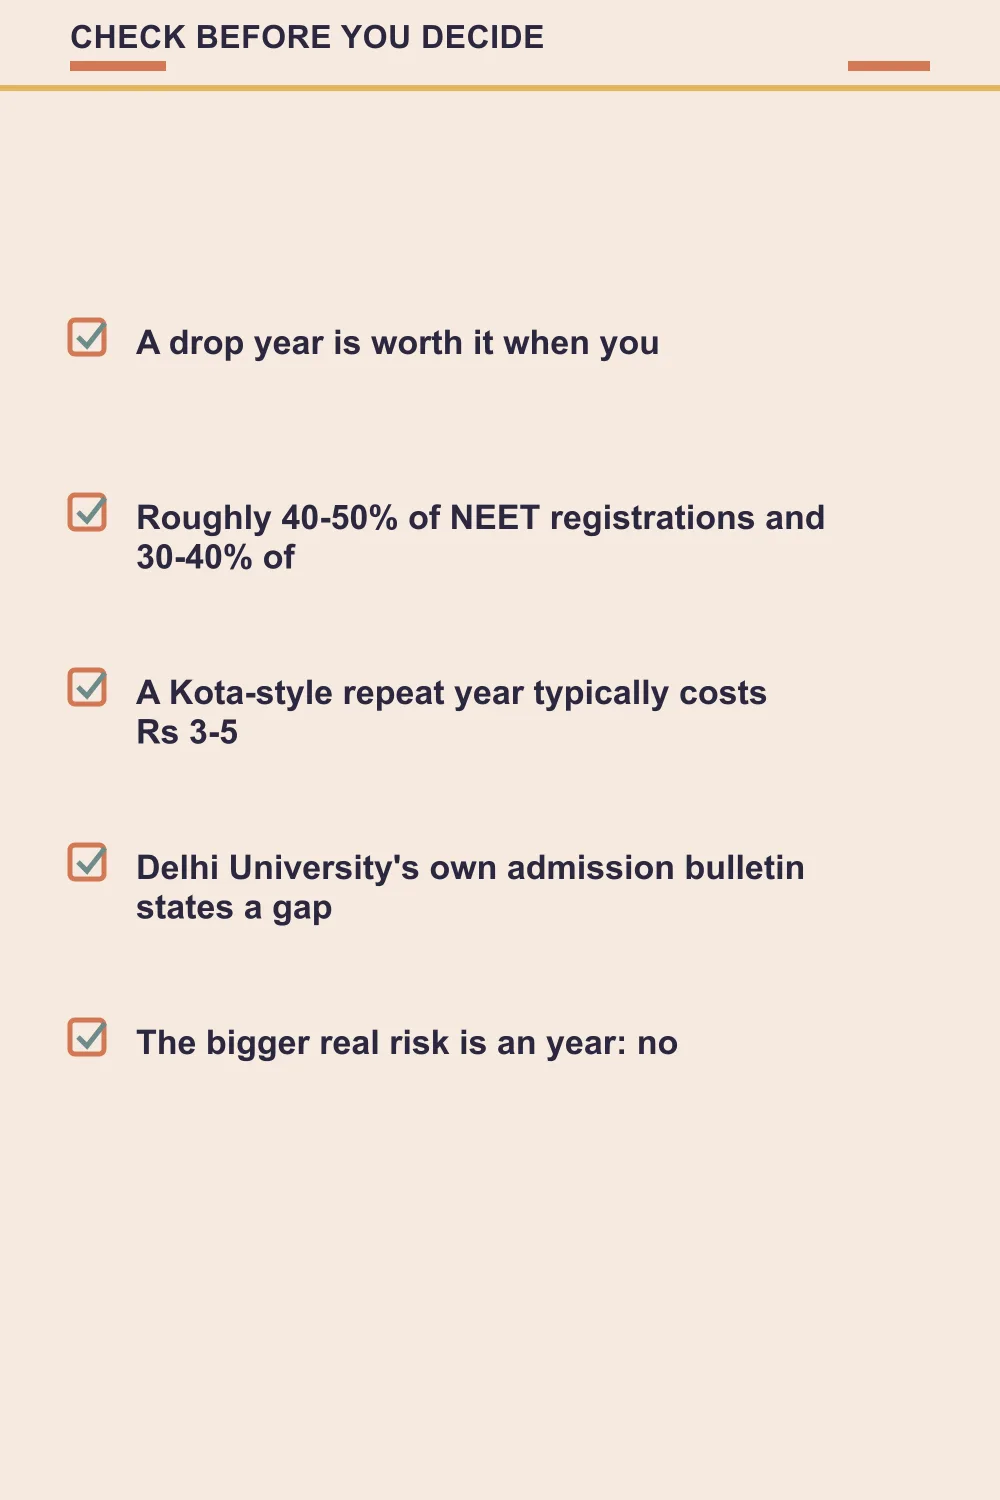 CHECK BEFORE YOU DECIDE
A drop year is worth it when you
Roughly 40-50% of NEET registrations and
30-40% of
A Kota-style repeat year typically costs
Rs 3-5
Delhi University's own admission bulletin
states a gap
The bigger real risk is an year: no